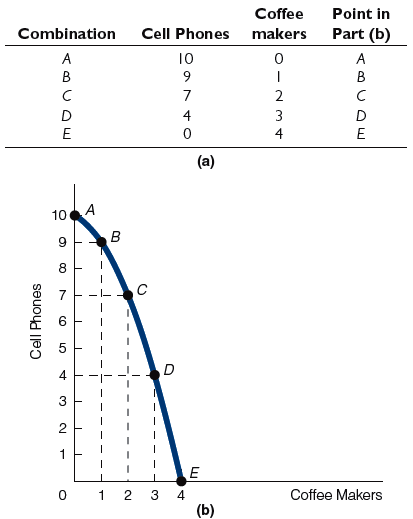 Combination Cell Phones Coffee makers Point in Part (b)
A 10 0 A
B 9 1 B
C 7 2 C
D 4 3 D
E 0 4 E
(a)
Cell Phones
10 A
9 B
8
7 C
6
5
4 D
3
2
1
E
0 1 2 3 4 Coffee Makers
(b)